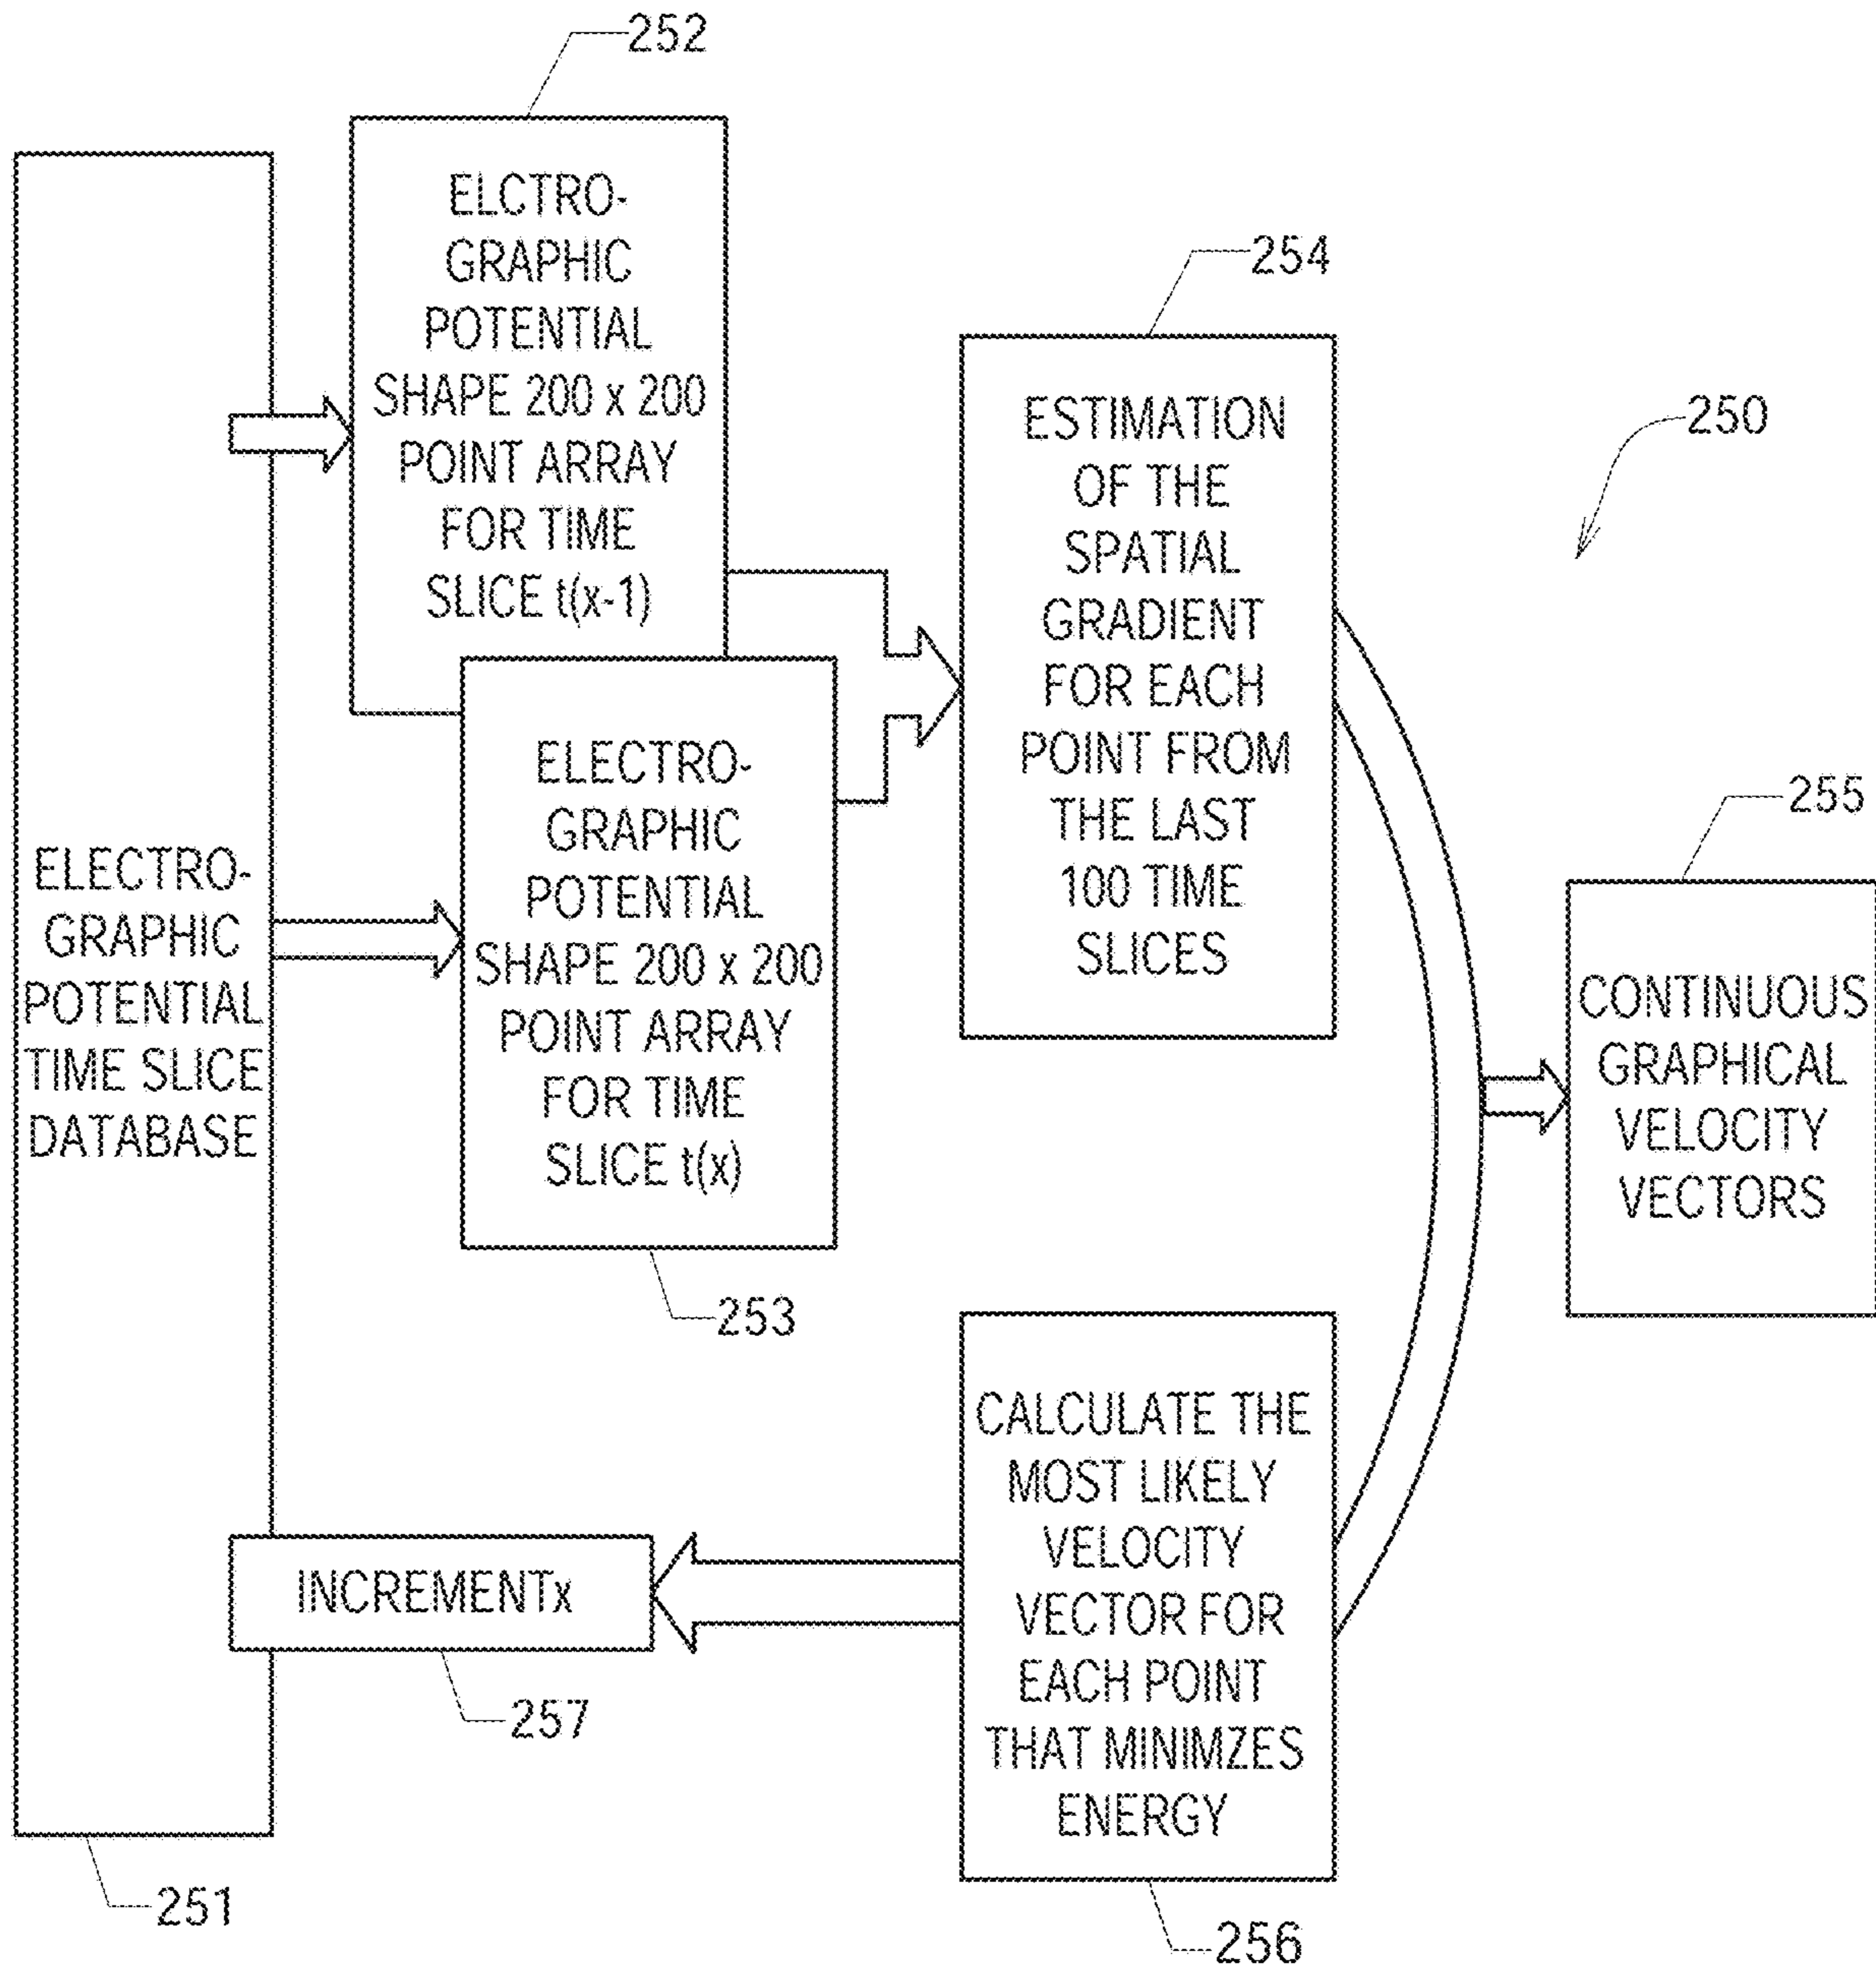 252
ELCTRO-
GRAPHIC
POTENTIAL
SHAPE 200 x 200
POINT ARRAY
FOR TIME
SLICE t(x-1)
254
ESTIMATION
OF THE
SPATIAL
GRADIENT
FOR EACH
POINT FROM
THE LAST
100 TIME
SLICES
250
ELECTRO-
GRAPHIC
POTENTIAL
TIME SLICE
DATABASE
ELECTRO-
GRAPHIC
POTENTIAL
SHAPE 200 x 200
POINT ARRAY
FOR TIME
SLICE t(x)
253
255
CONTINUOUS
GRAPHICAL
VELOCITY
VECTORS
CALCULATE THE
MOST LIKELY
VELOCITY
VECTOR FOR
EACH POINT
THAT MINIMZES
ENERGY
INCREMENTx
257
251
256